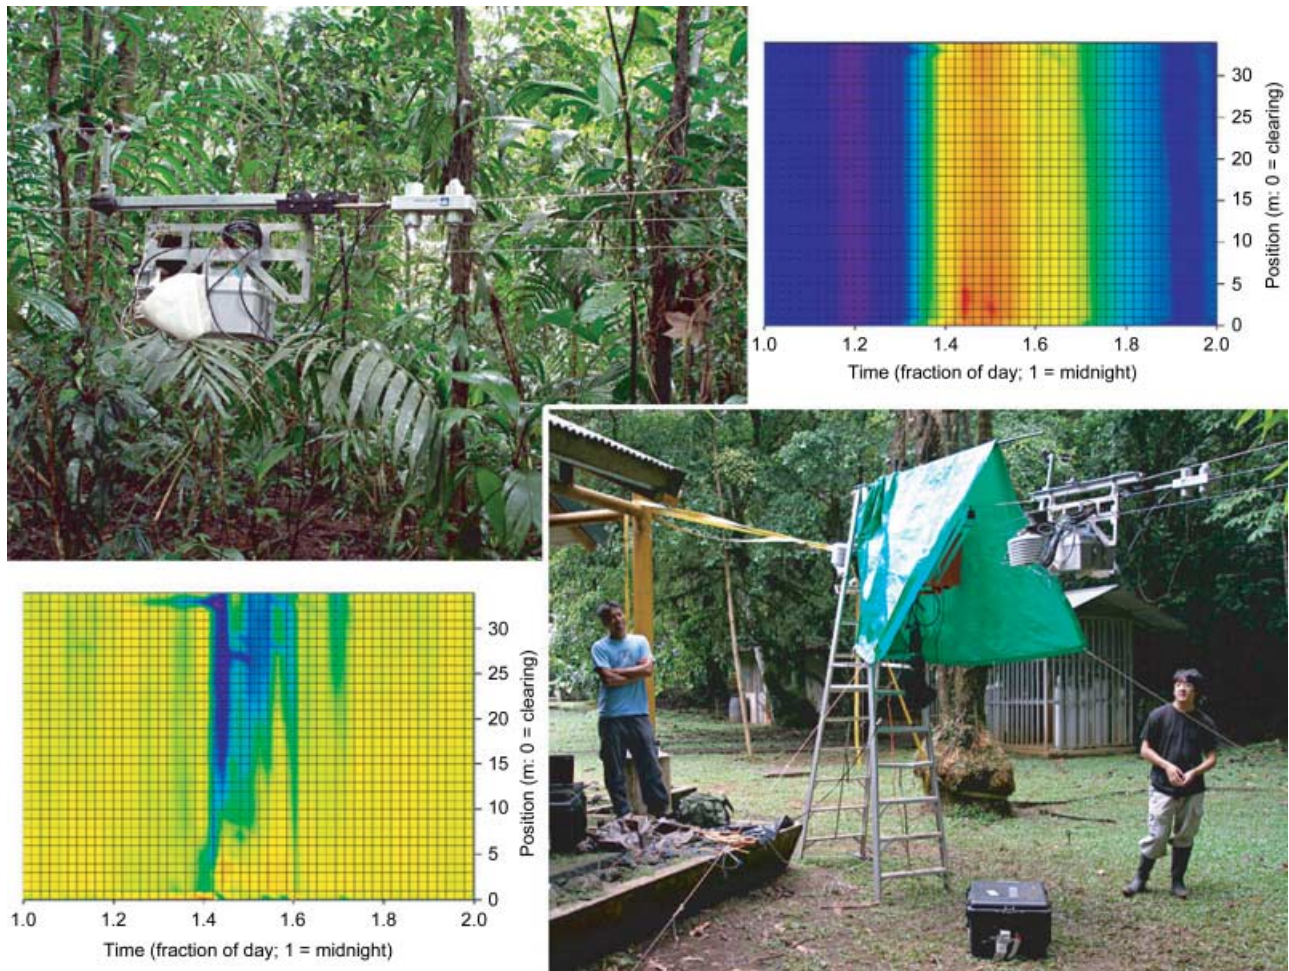 30
25
20
15
10
5
0
Position (m: 0 = clearing)
1.0 1.2 1.4 1.6 1.8 2.0
Time (fraction of day; 1 = midnight)
30
25
20
15
10
5
0
Position (m: 0 = clearing)
1.0 1.2 1.4 1.6 1.8 2.0
Time (fraction of day; 1 = midnight)